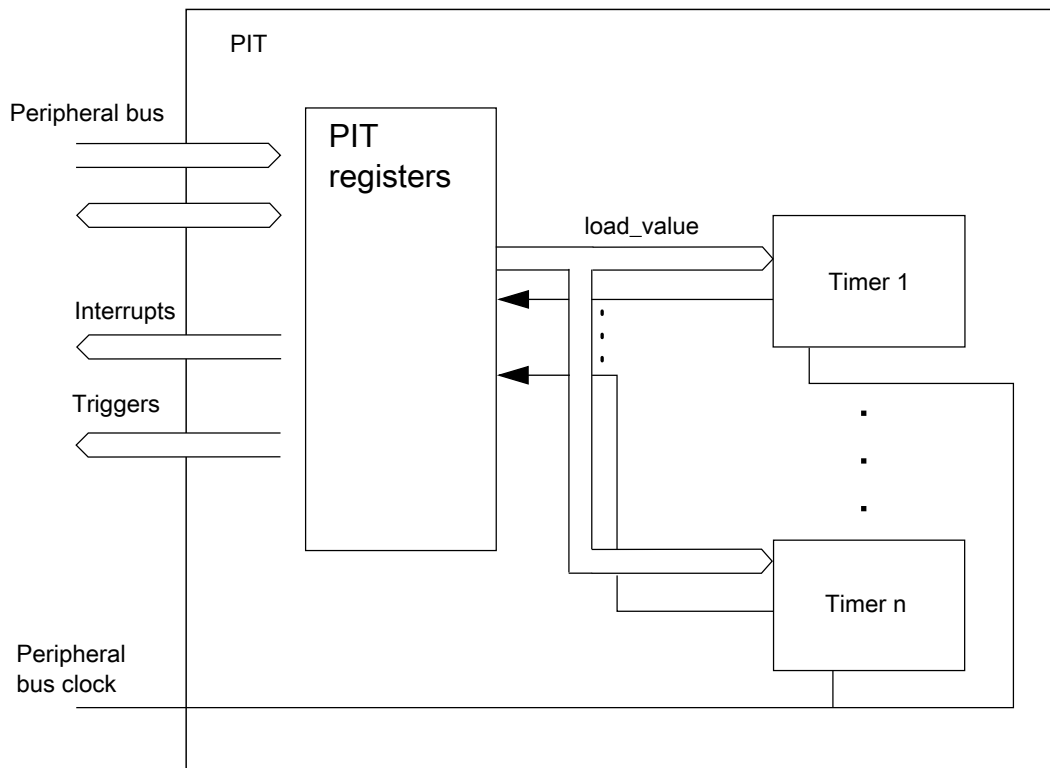 PIT
Peripheral bus
PIT
registers
load_value
Timer 1
Interrupts
Triggers
Timer n
Peripheral
bus clock